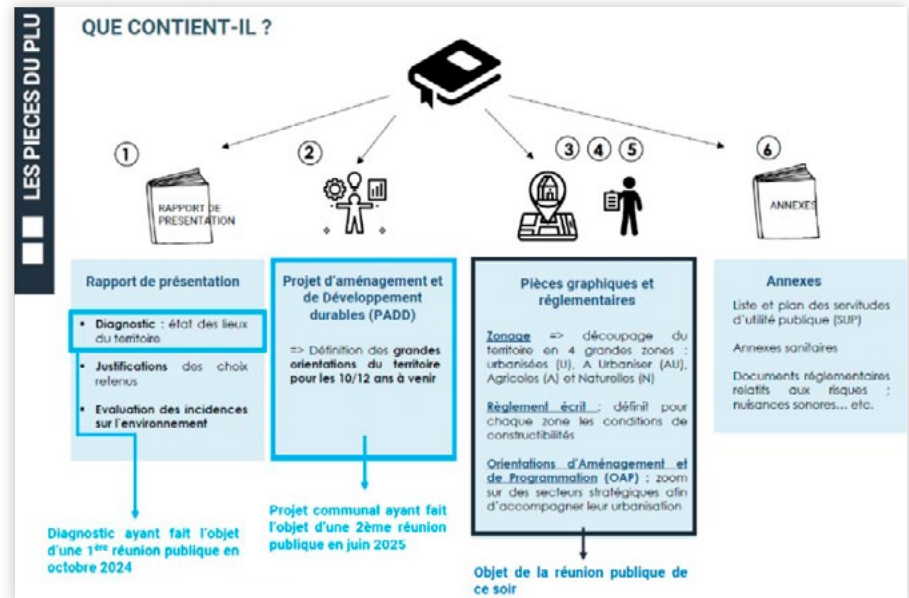 LES PIECES DU PLU
QUE CONTIENT-IL ?
1
RAPPORT DE
PRESENTATION
Rapport de présentation
▪ Diagnostic : état des lieux
du territoire
▪ Justifications des choix
retenus
▪ Evaluation des incidences
sur l'environnement
Diagnostic ayant fait l'objet
d'une 1ère réunion publique en
octobre 2024
2
Projet d'aménagement et
de Développement
durables (PADD)
=> Définition des grandes
orientations du territoire
pour les 10/12 ans à venir
Projet communal ayant fait
l'objet d'une 2ème réunion
publique en juin 2025
3 4 5
Pièces graphiques et
réglementaires
Zonage => découpage du
territoire en 4 grandes zones :
urbanisées (U), A Urbaniser (AU),
Agricoles (A) et Naturelles (N)
Règlement écrit : définit pour
chaque zone les conditions de
constructibilités
Orientations d'Aménagement et
de Programmation (OAP) : zoom
sur des secteurs stratégiques afin
d'accompagner leur urbanisation
Objet de la réunion publique de
ce soir
6
ANNEXES
Annexes
Liste et plan des servitudes
d'utilité publique (SUP)
Annexes sanitaires
Documents réglementaires
relatifs aux risques ;
nuisances sonores... etc.